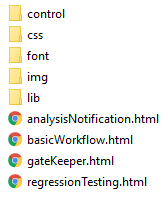 control
css
font
img
lib
analysisNotification.html
basicWorkflow.html
gateKeeper.html
regressionTesting.html